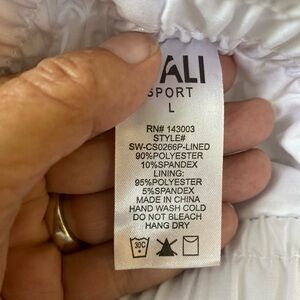 ALI
SPORT
L
RN# 143003
STYLE#
SW-CS0266P-LINED
90%POLYESTER
10%SPANDEX
LINING:
95%POLYESTER
5%SPANDEX
MADE IN CHINA
HAND WASH COLD
DO NOT BLEACH
HANG DRY
30C